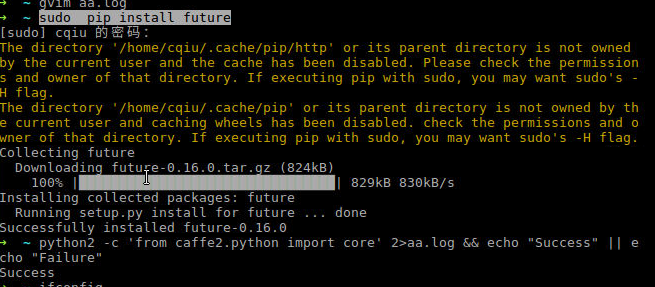 → ~ gvim aa.log
→ ~ sudo  pip install future
[sudo] cqiu 的密码：
The directory '/home/cqiu/.cache/pip/http' or its parent directory is not owned
by the current user and the cache has been disabled. Please check the permission
s and owner of that directory. If executing pip with sudo, you may want sudo's -
H flag.
The directory '/home/cqiu/.cache/pip' or its parent directory is not owned by th
e current user and caching wheels has been disabled. check the permissions and o
wner of that directory. If executing pip with sudo, you may want sudo's -H flag.
Collecting future
  Downloading future-0.16.0.tar.gz (824kB)
    100% |████████████████████████████████| 829kB 830kB/s
Installing collected packages: future
  Running setup.py install for future ... done
Successfully installed future-0.16.0
→ ~ python2 -c 'from caffe2.python import core' 2>aa.log && echo "Success" || e
cho "Failure"
Success
→ ~ ifconfig